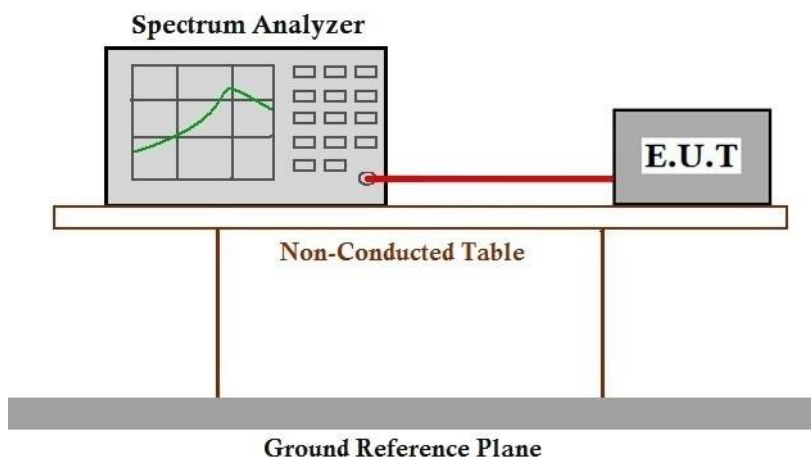 Spectrum Analyzer
E.U.T
Non-Conducted Table
Ground Reference Plane